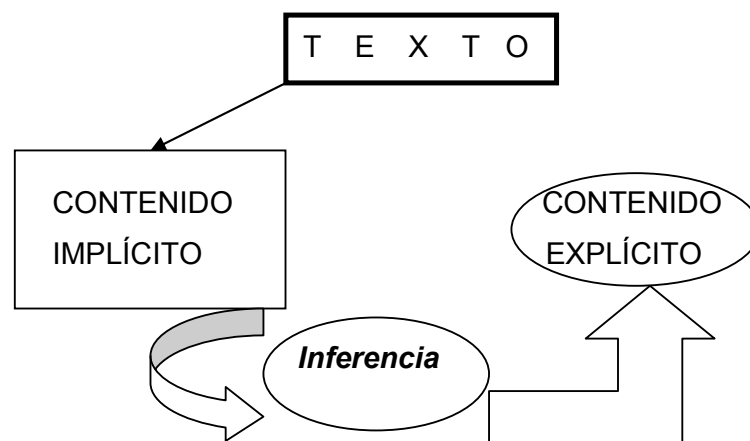 T E X T O
CONTENIDO
IMPLÍCITO
CONTENIDO
EXPLÍCITO
Inferencia